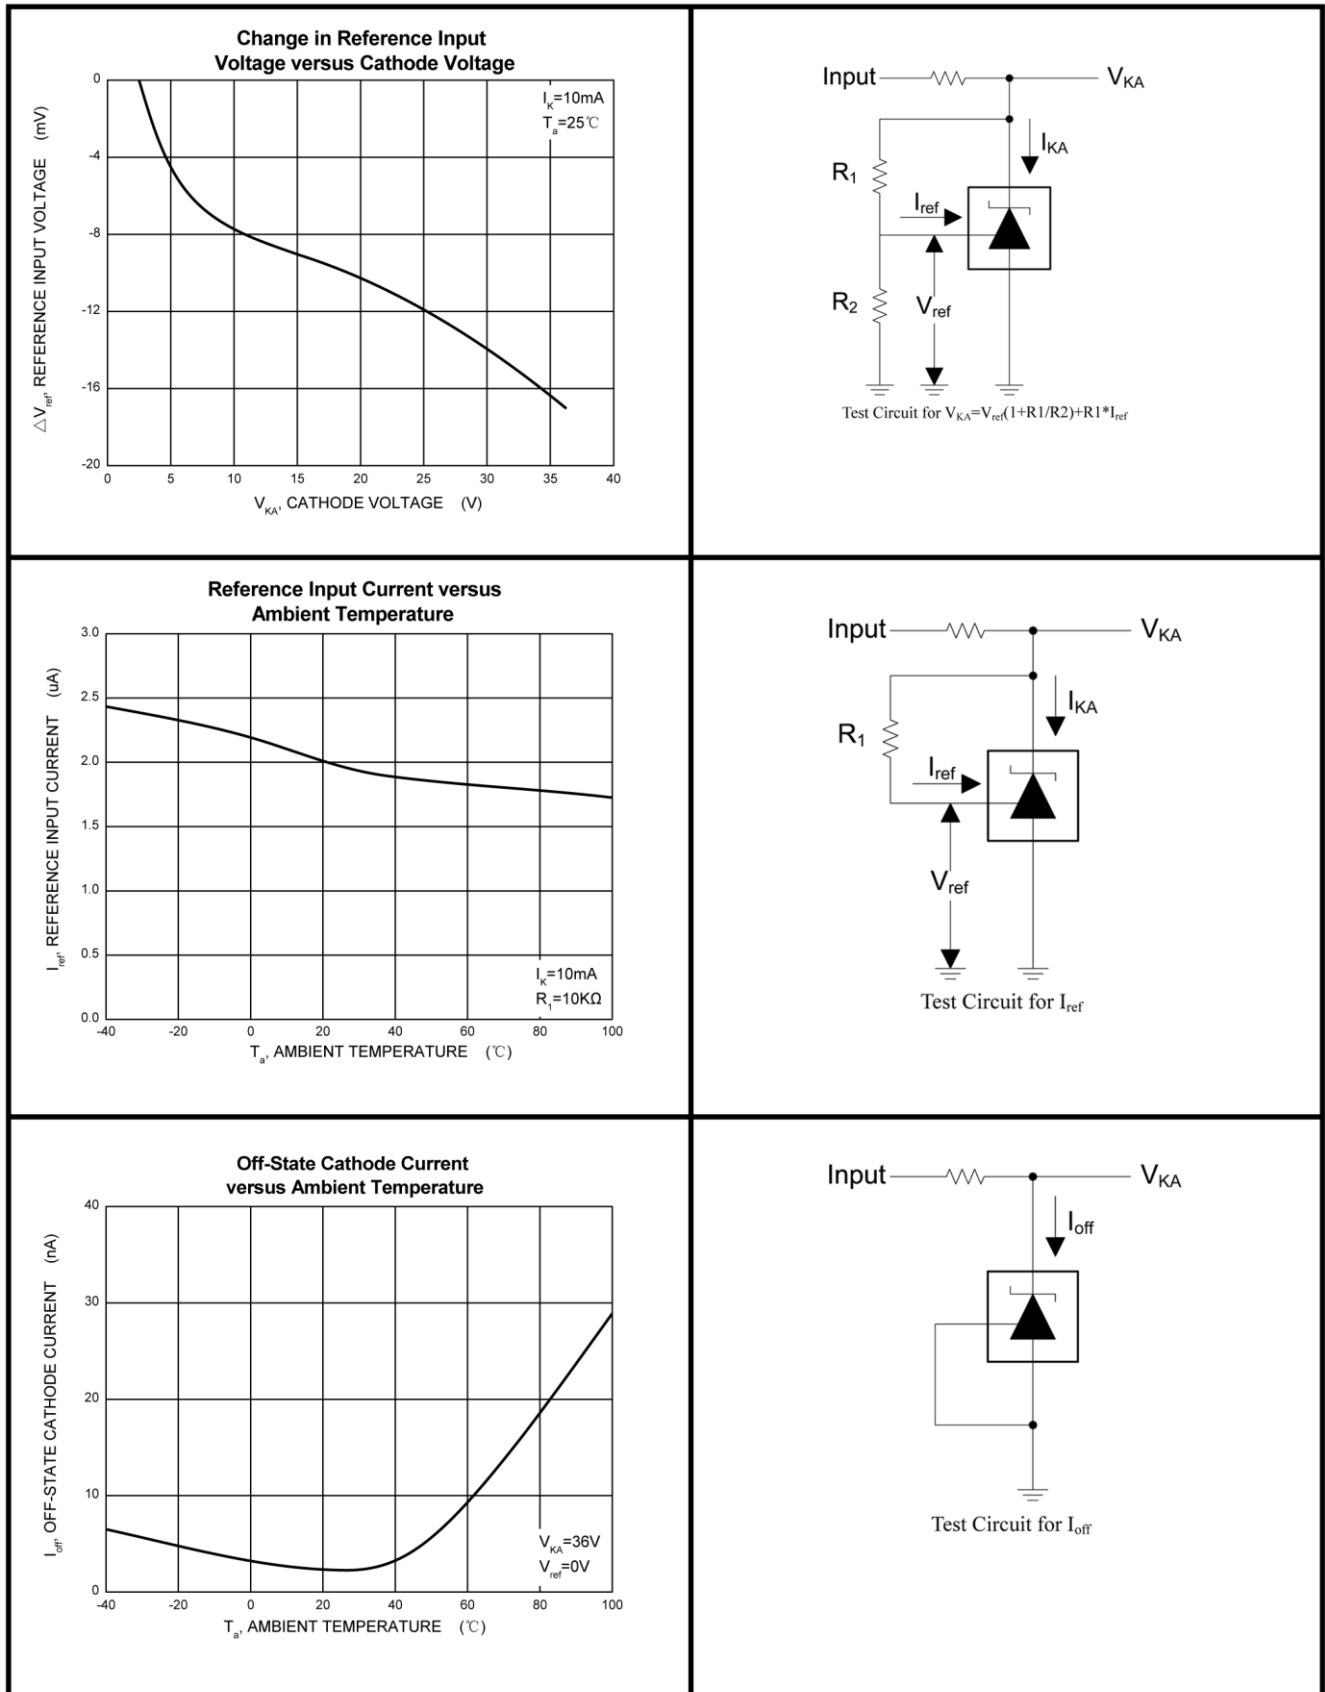 Change in Reference Input
Voltage versus Cathode Voltage
△Vref, REFERENCE INPUT VOLTAGE (mV)
0
-4
-8
-12
-16
-20
IK=10mA
Ta=25℃
0 5 10 15 20 25 30 35 40
VKA, CATHODE VOLTAGE (V)
Input
VKA
IKA
R1
Iref
R2
Vref
Test Circuit for VKA=Vref(1+R1/R2)+R1*Iref
Reference Input Current versus
Ambient Temperature
Iref, REFERENCE INPUT CURRENT (uA)
3.0
2.5
2.0
1.5
1.0
0.5
0.0
IK=10mA
R1=10KΩ
-40 -20 0 20 40 60 80 100
Ta, AMBIENT TEMPERATURE (℃)
Input
VKA
IKA
R1
Iref
Vref
Test Circuit for Iref
Off-State Cathode Current
versus Ambient Temperature
Ioff, OFF-STATE CATHODE CURRENT (nA)
40
30
20
10
0
VKA=36V
Vref=0V
-40 -20 0 20 40 60 80 100
Ta, AMBIENT TEMPERATURE (℃)
Input
VKA
Ioff
Test Circuit for Ioff